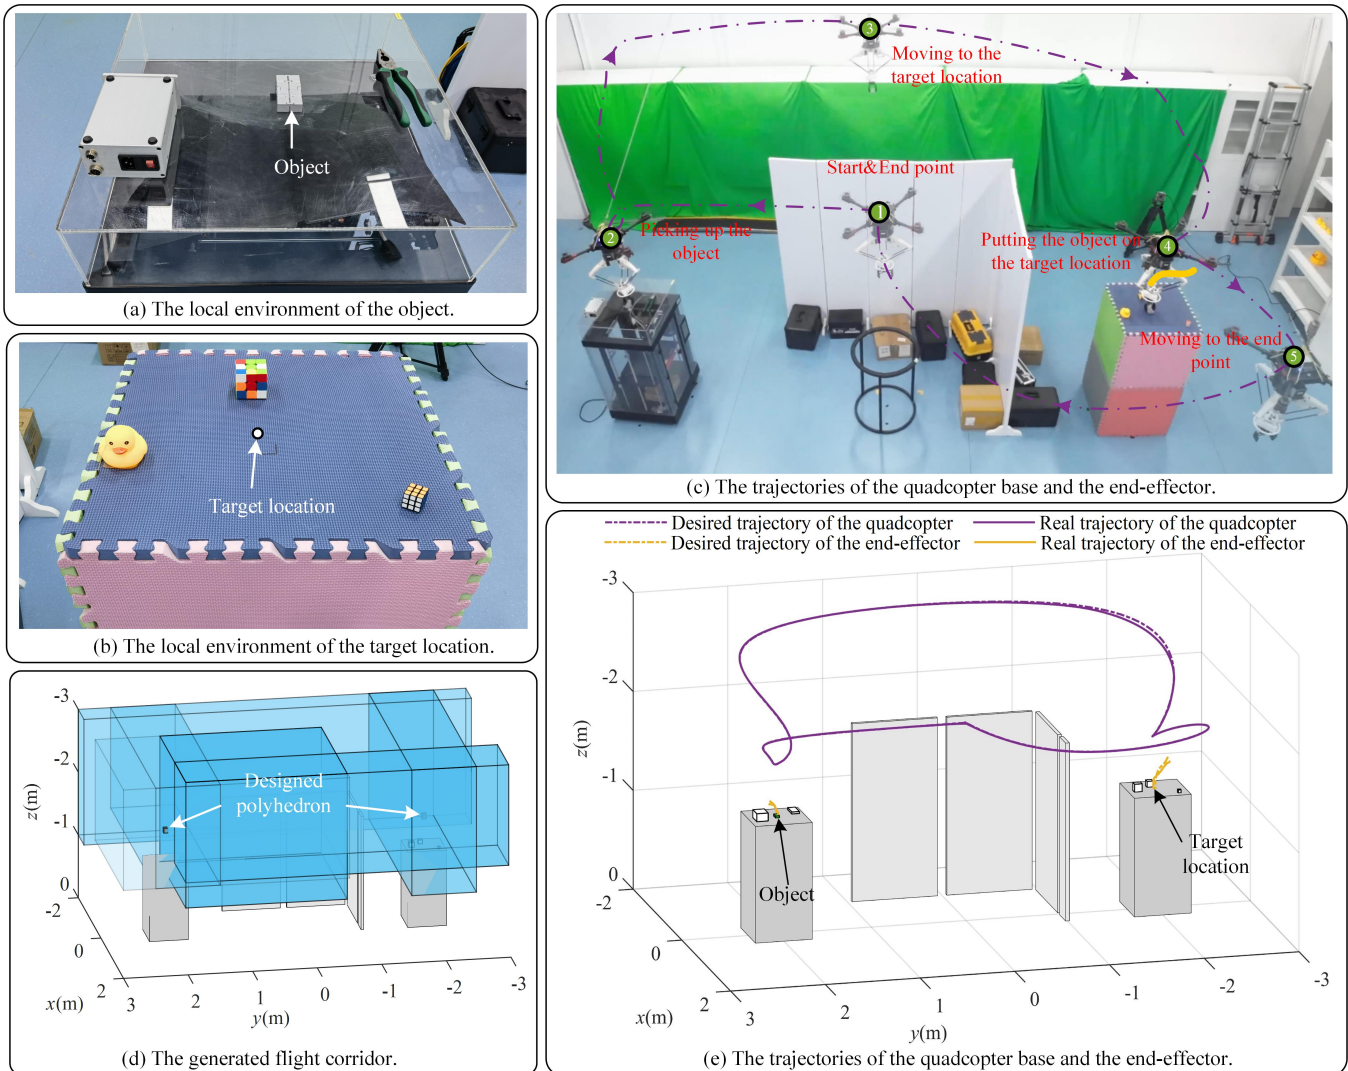 Object
(a) The local environment of the object.
Target location
(b) The local environment of the target location.
-3
-2
-1
0
z(m)
-2
0
2
x(m)
3
2
1
0
-1
-2
-3
y(m)
Designed
polyhedron
(d) The generated flight corridor.
3
Moving to the
target location
Start&End point
1
2
Picking up the
object
Putting the object on
the target location
4
Moving to the end
point
5
(c) The trajectories of the quadcopter base and the end-effector.
Desired trajectory of the quadcopter
Real trajectory of the quadcopter
Desired trajectory of the end-effector
Real trajectory of the end-effector
-3
-2
-1
0
z(m)
-2
0
2
x(m)
3
2
1
0
-1
-2
-3
y(m)
Object
Target
location
(e) The trajectories of the quadcopter base and the end-effector.